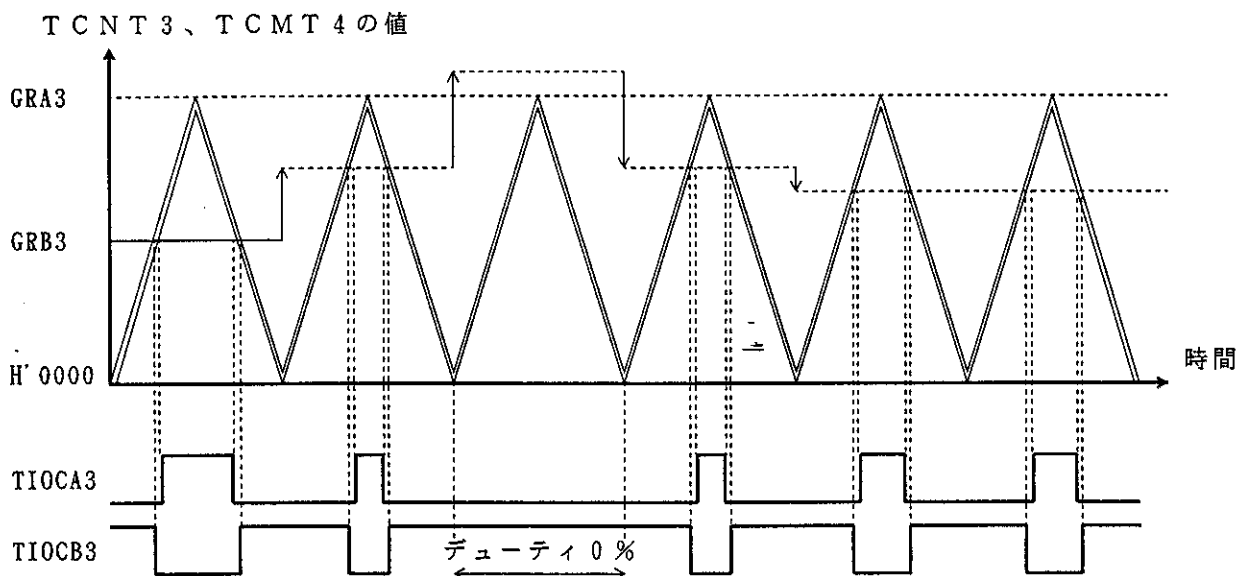 TCNT3、TCMT4の値
GRA3
GRB3
H'0000
時間
TIOCA3
TIOCB3
デューティ0%